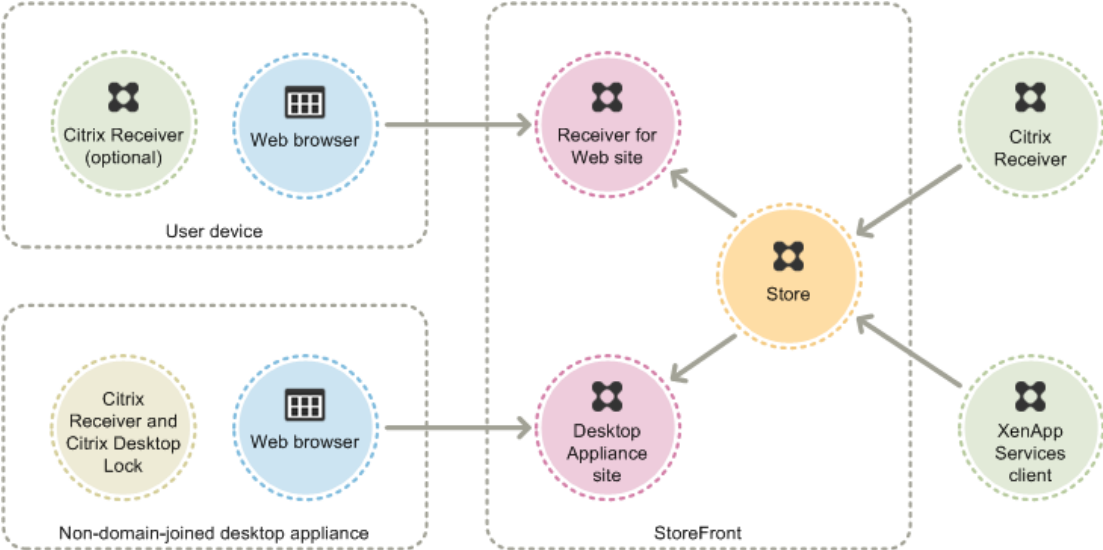 Citrix Receiver
(optional)
Web browser
User device
Citrix
Receiver and
Citrix Desktop
Lock
Web browser
Non-domain-joined desktop appliance
Receiver for
Web site
Store
Desktop
Appliance
site
StoreFront
Citrix
Receiver
XenApp
Services
client